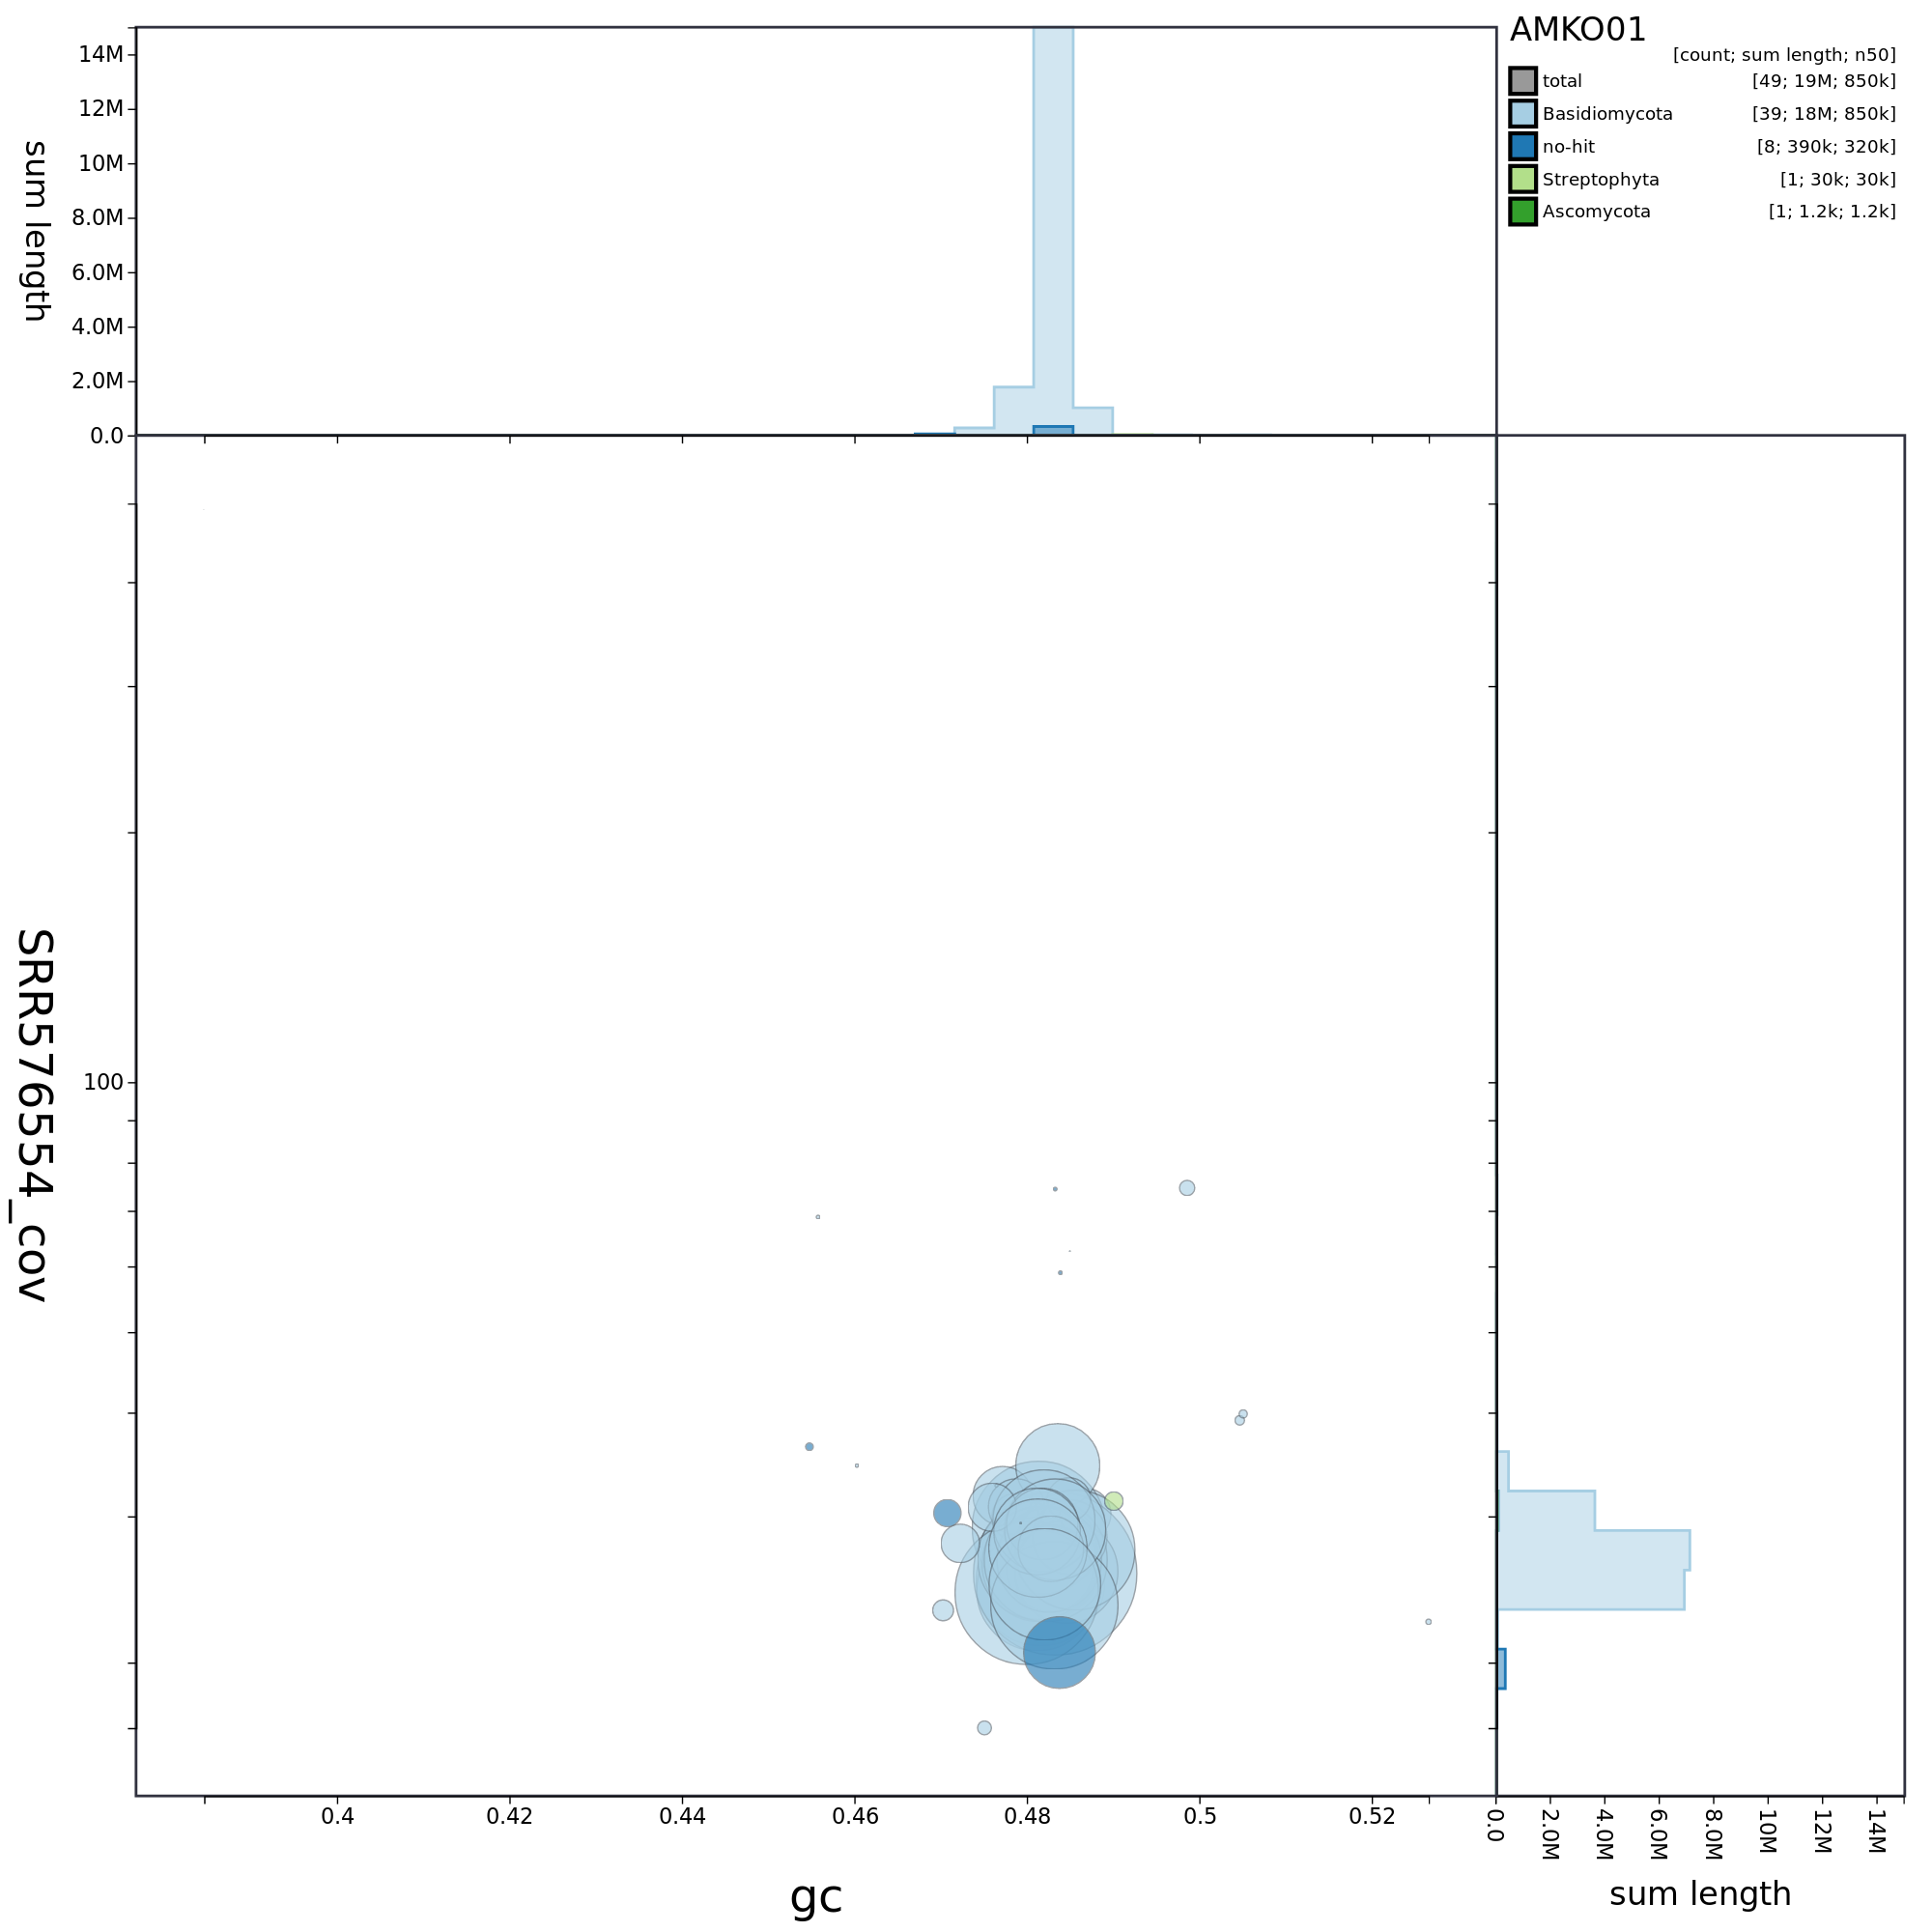 AMKO01
[count; sum length; n50]
total [49; 19M; 850k]
Basidiomycota [39; 18M; 850k]
no-hit [8; 390k; 320k]
Streptophyta [1; 30k; 30k]
Ascomycota [1; 1.2k; 1.2k]
sum length
14M
12M
10M
8.0M
6.0M
4.0M
2.0M
0.0
SRR576554_cov
100
0.4 0.42 0.44 0.46 0.48 0.5 0.52
gc
0.0 2.0M 4.0M 6.0M 8.0M 10M 12M 14M
sum length